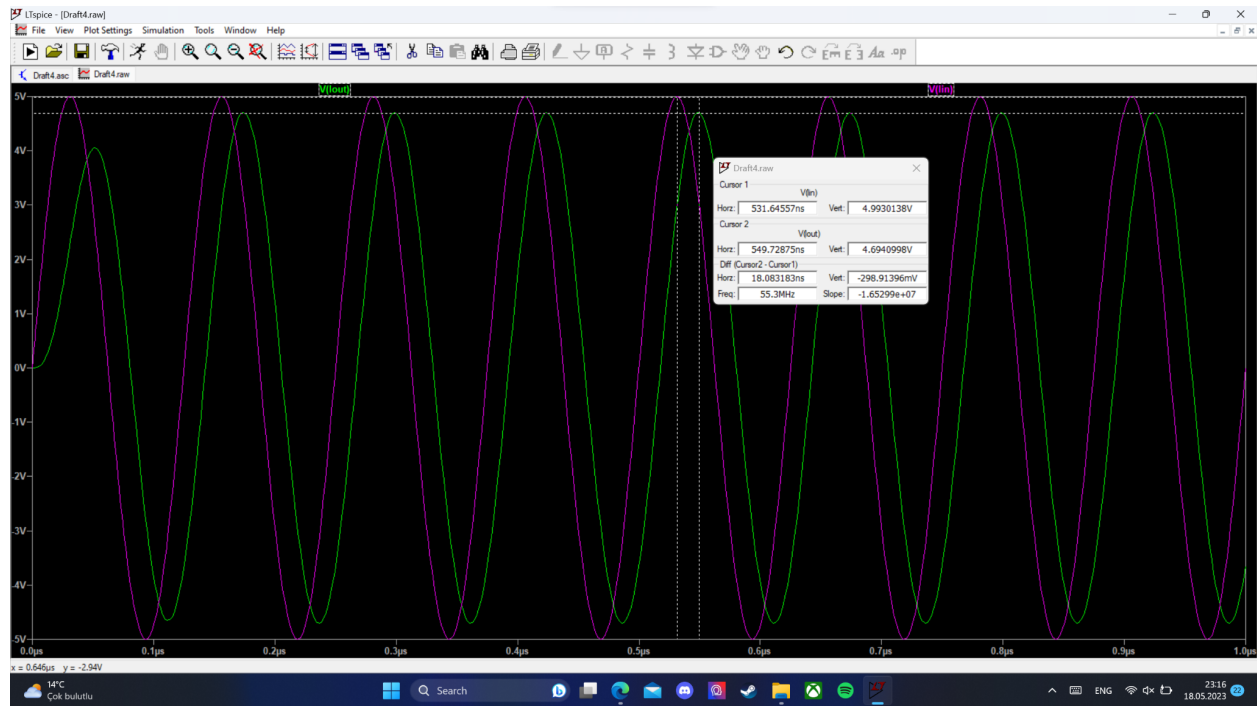 LTspice - [Draft4.raw]
File View Plot Settings Simulation Tools Window Help
Draft4.asc Draft4.raw
V(lout) V(lin)
5V
4V
3V
2V
1V
0V
-1V
-2V
-3V
-4V
-5V
0.0µs 0.1µs 0.2µs 0.3µs 0.4µs 0.5µs 0.6µs 0.7µs 0.8µs 0.9µs 1.0µs
Draft4.raw
Cursor 1
V(lin)
Horz: 531.64557ns Vert: 4.9930138V
Cursor 2
V(lout)
Horz: 549.72875ns Vert: 4.6940998V
Diff (Cursor2 - Cursor1)
Horz: 18.083183ns Vert: -298.91396mV
Freq: 55.3MHz Slope: -1.65299e+07
x = 0.646µs y = -2.94V
14°C
Çok bulutlu
Search
ENG
23:16
18.05.2023
22